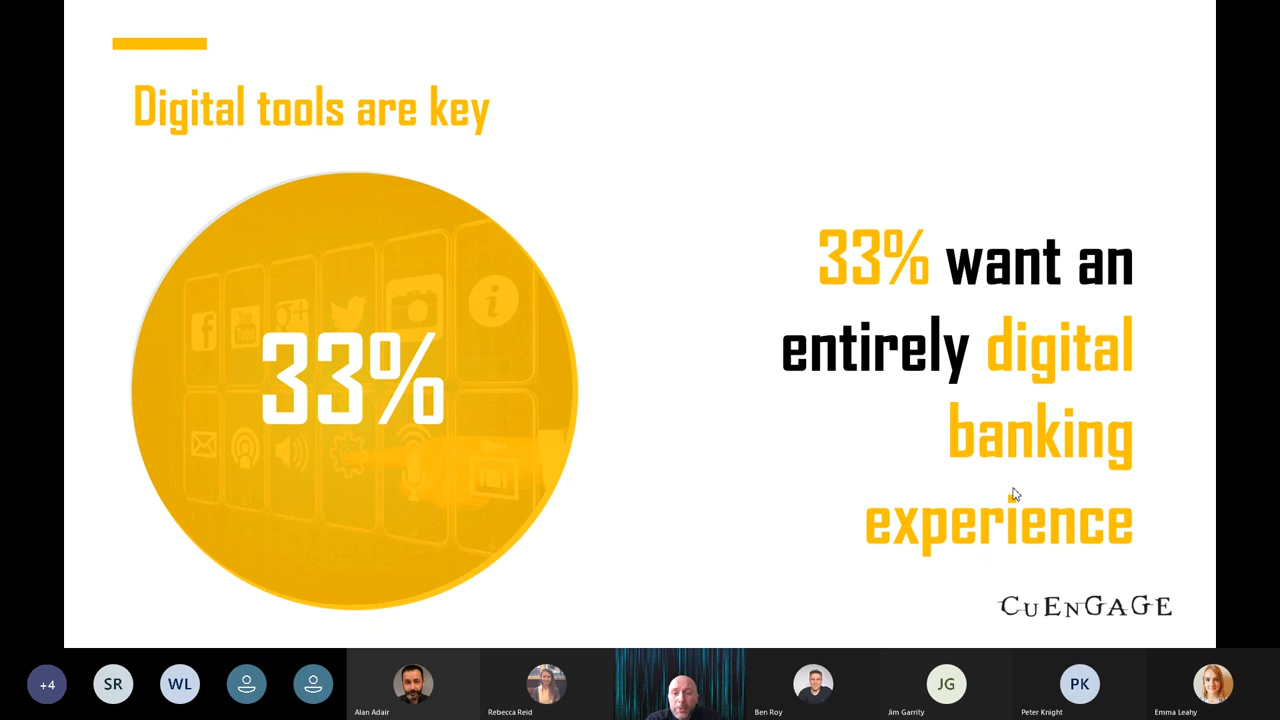 Digital tools are key
33%
33% want an
entirely digital
banking
experience
CUENGAGE
+4
SR
WL
JG
PK
Alan Adair
Rebecca Reid
Ben Roy
Jim Garrity
Peter Knight
Emma Leahy